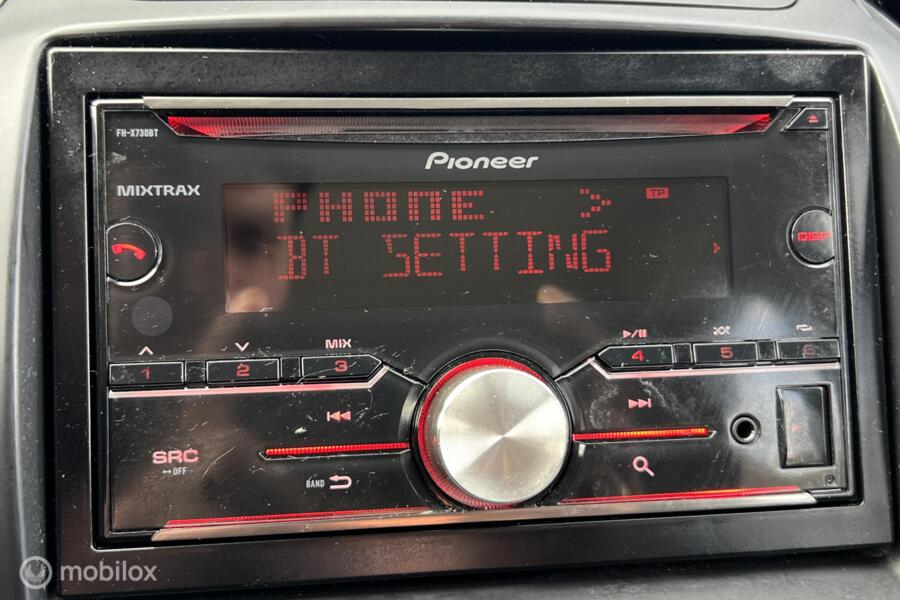 FH-X730BT
Pioneer
MIXTRAX
PHONE >
TP
BT SETTING
DISP
MIX
1
2
3
4
5
6
SRC
OFF
BAND
mobilox